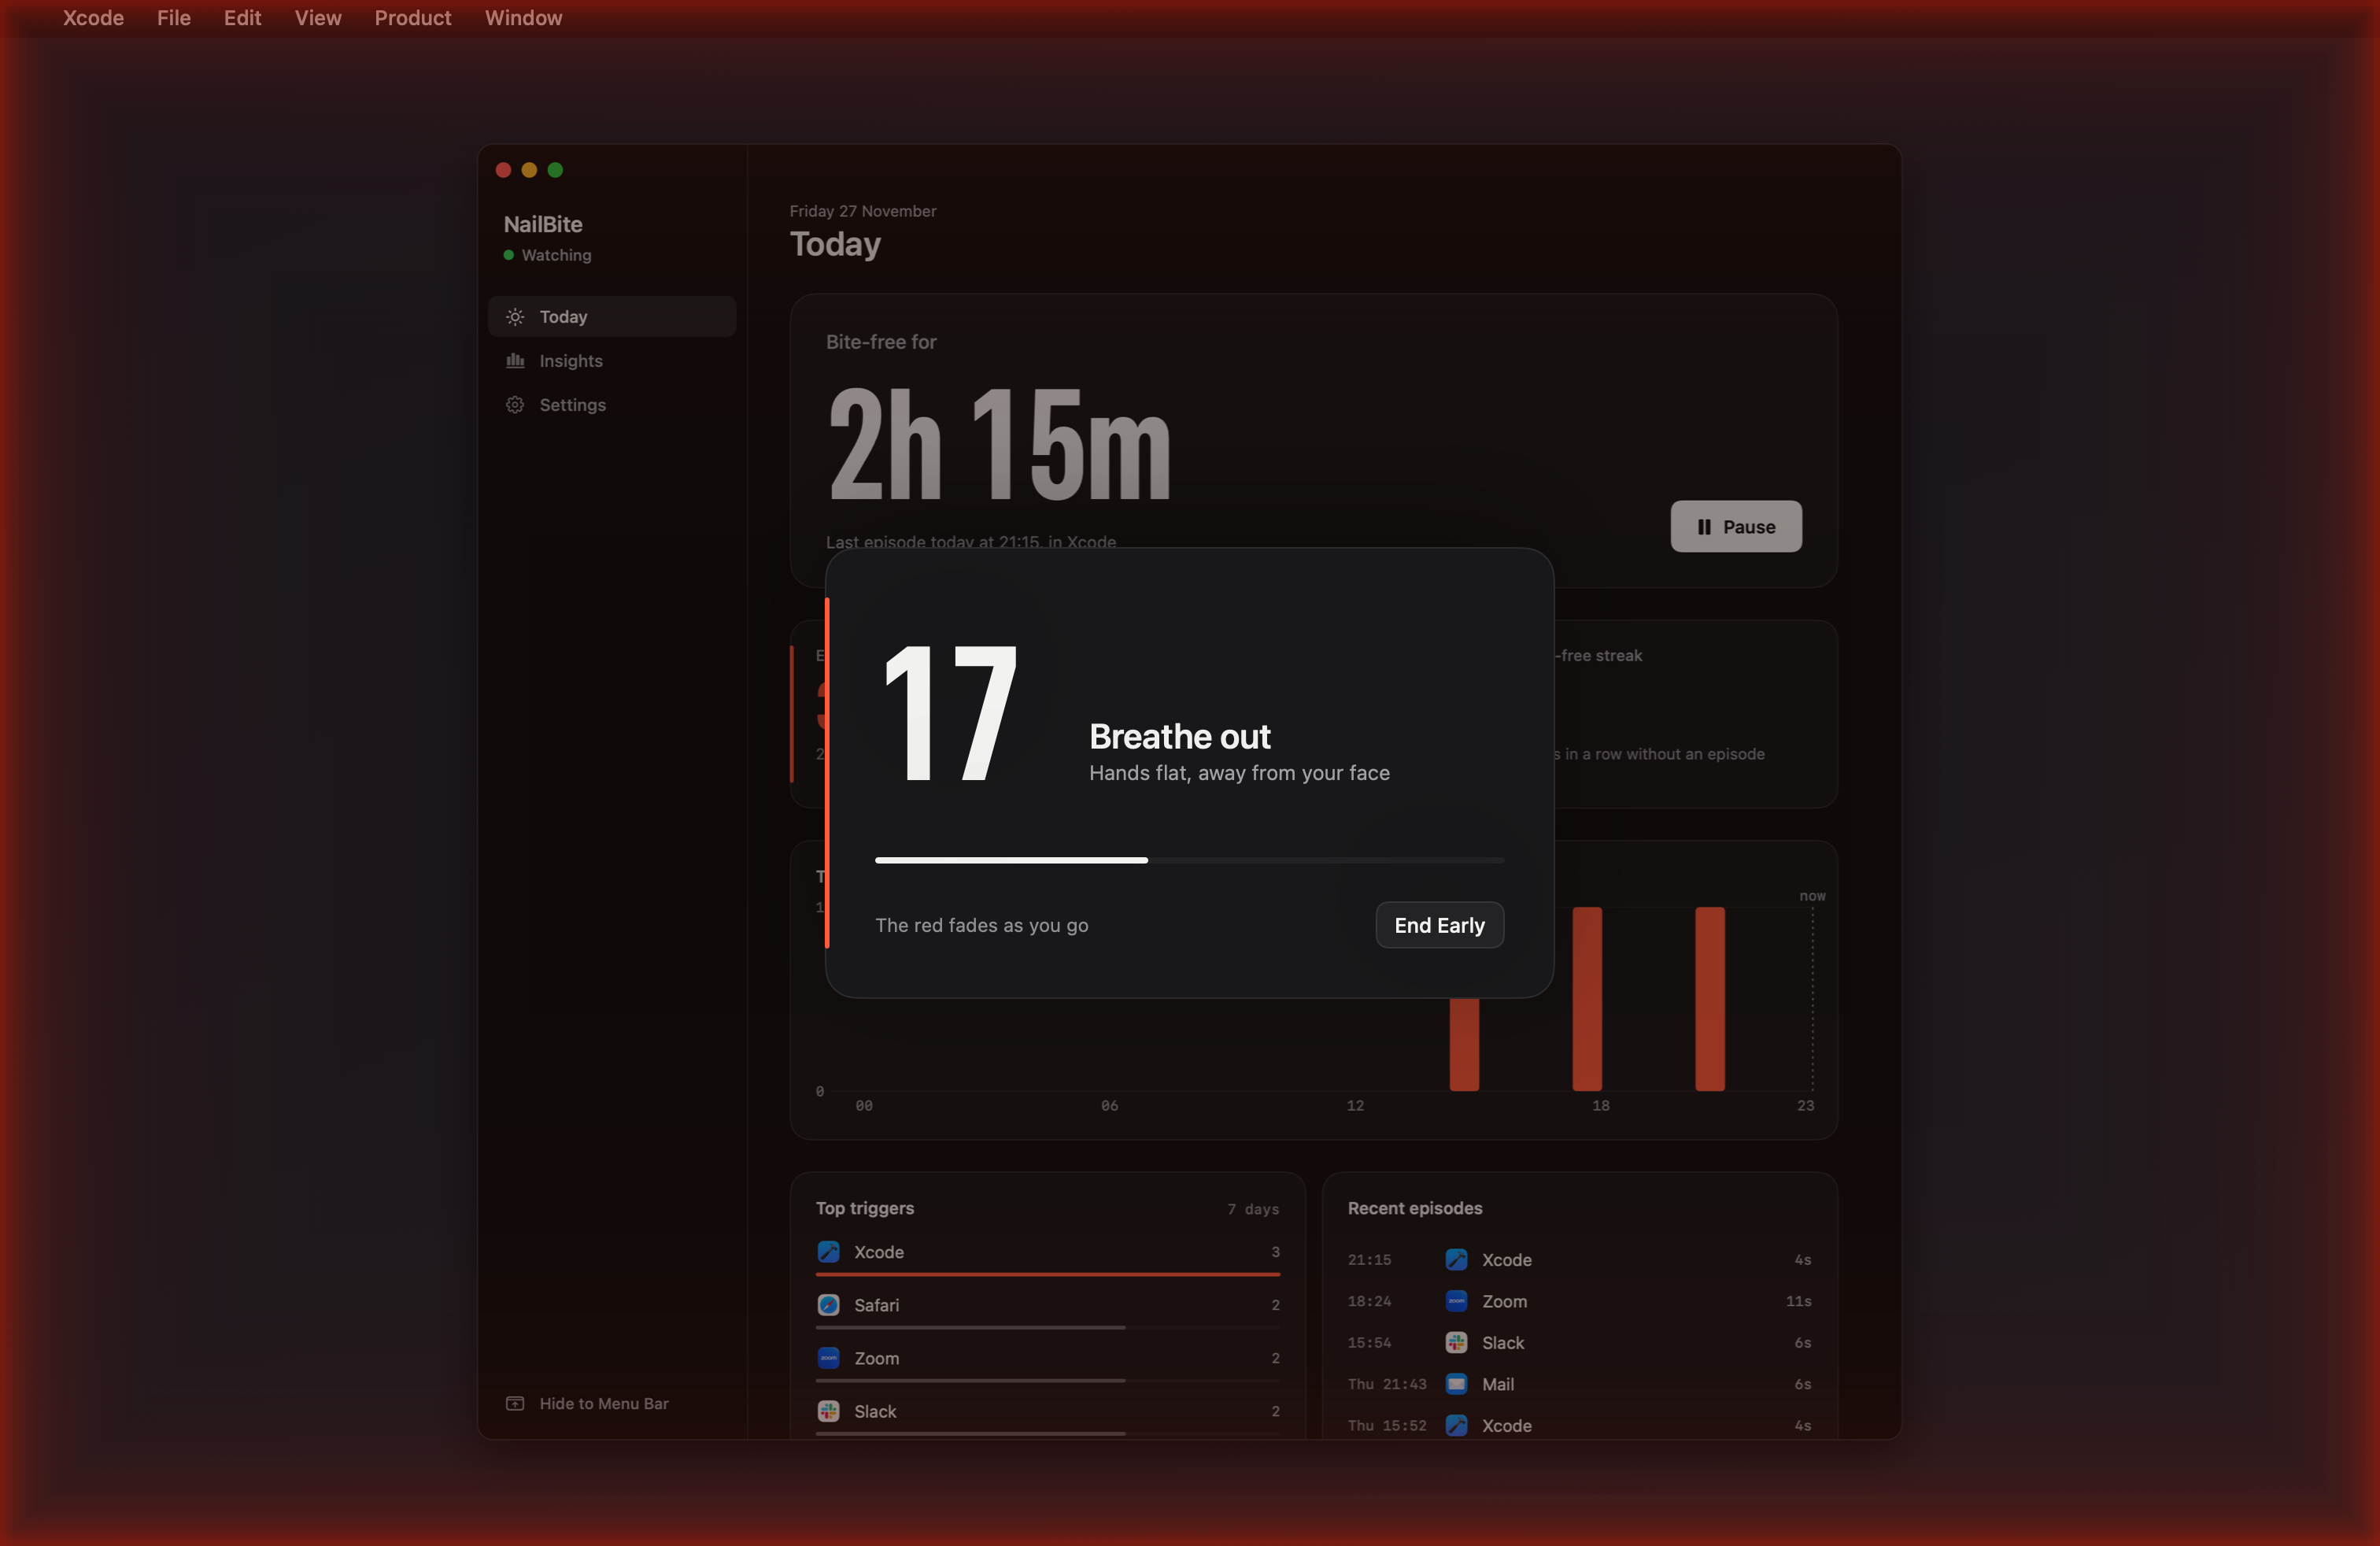 Xcode File Edit View Product Window
NailBite
Watching
Today
Insights
Settings
Hide to Menu Bar
Friday 27 November
Today
Bite-free for
2h 15m
Last episode today at 21:15, in Xcode
Pause
-free streak
in a row without an episode
17
Breathe out
Hands flat, away from your face
The red fades as you go
End Early
now
1
0
00 06 12 18 23
Top triggers 7 days
Xcode 3
Safari 2
Zoom 2
Slack 2
Recent episodes
21:15 Xcode 4s
18:24 Zoom 11s
15:54 Slack 6s
Thu 21:43 Mail 6s
Thu 15:52 Xcode 4s